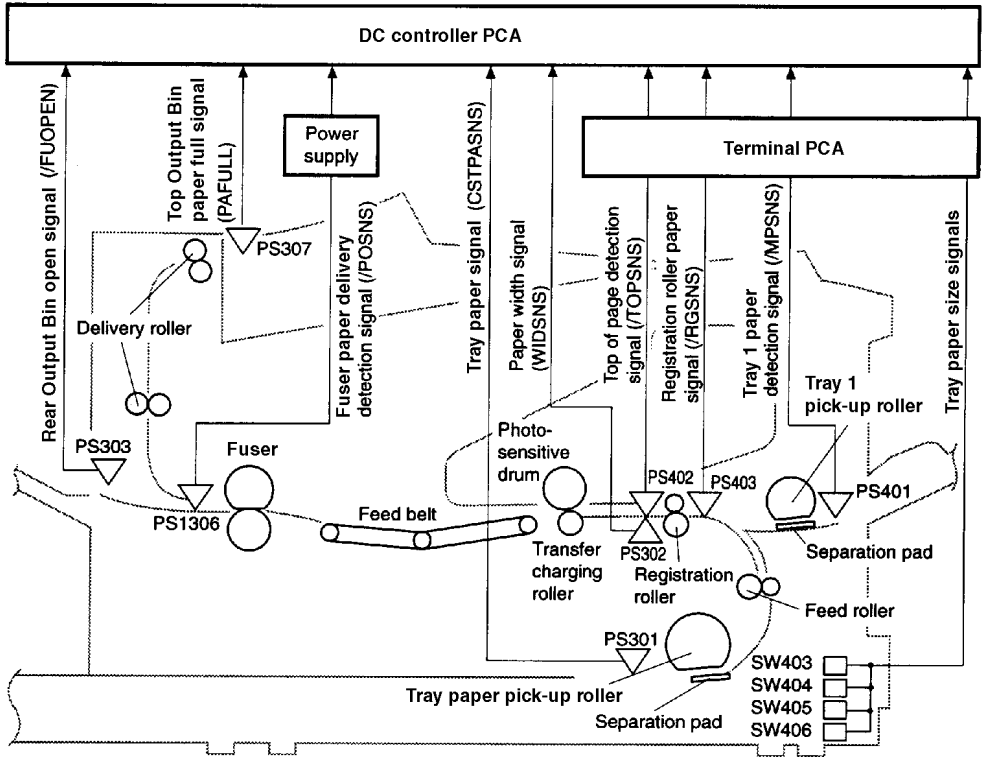 DC controller PCA
Power
supply
Terminal PCA
Rear Output Bin open signal (/FUOPEN)
Top Output Bin
paper full signal
(PAFULL)
Fuser paper delivery
detection signal (/POSNS)
Tray paper signal (CSTPASNS)
Paper width signal
(WIDSNS)
Top of page detection
signal (/TOPSNS)
Registration roller paper
signal (/RGSNS)
Tray 1 paper
detection signal (/MPSNS)
Tray paper size signals
PS307
Delivery roller
Tray 1
pick-up roller
PS303
Fuser
Photo-
sensitive
drum
PS402
PS403
PS401
PS1306
Feed belt
Transfer
charging
roller
PS302
Registration
roller
Separation pad
Feed roller
PS301
Tray paper pick-up roller
Separation pad
SW403
SW404
SW405
SW406